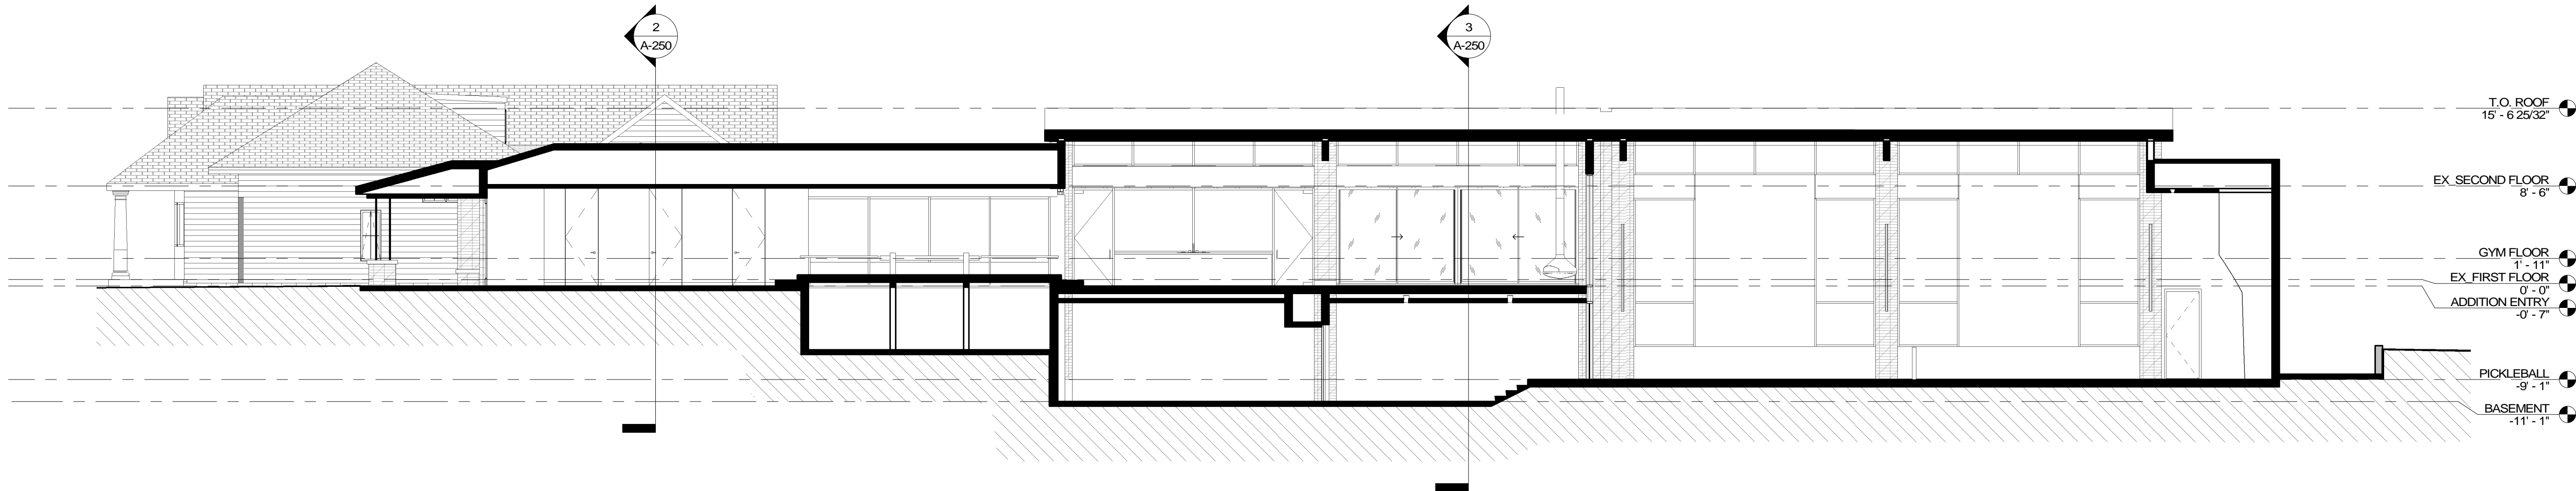 2
A-250
3
A-250
T.O. ROOF
15' - 6 25/32"
EX_SECOND FLOOR
8' - 6"
GYM FLOOR
1' - 11"
EX_FIRST FLOOR
0' - 0"
ADDITION ENTRY
-0' - 7"
PICKLEBALL
-9' - 1"
BASEMENT
-11' - 1"